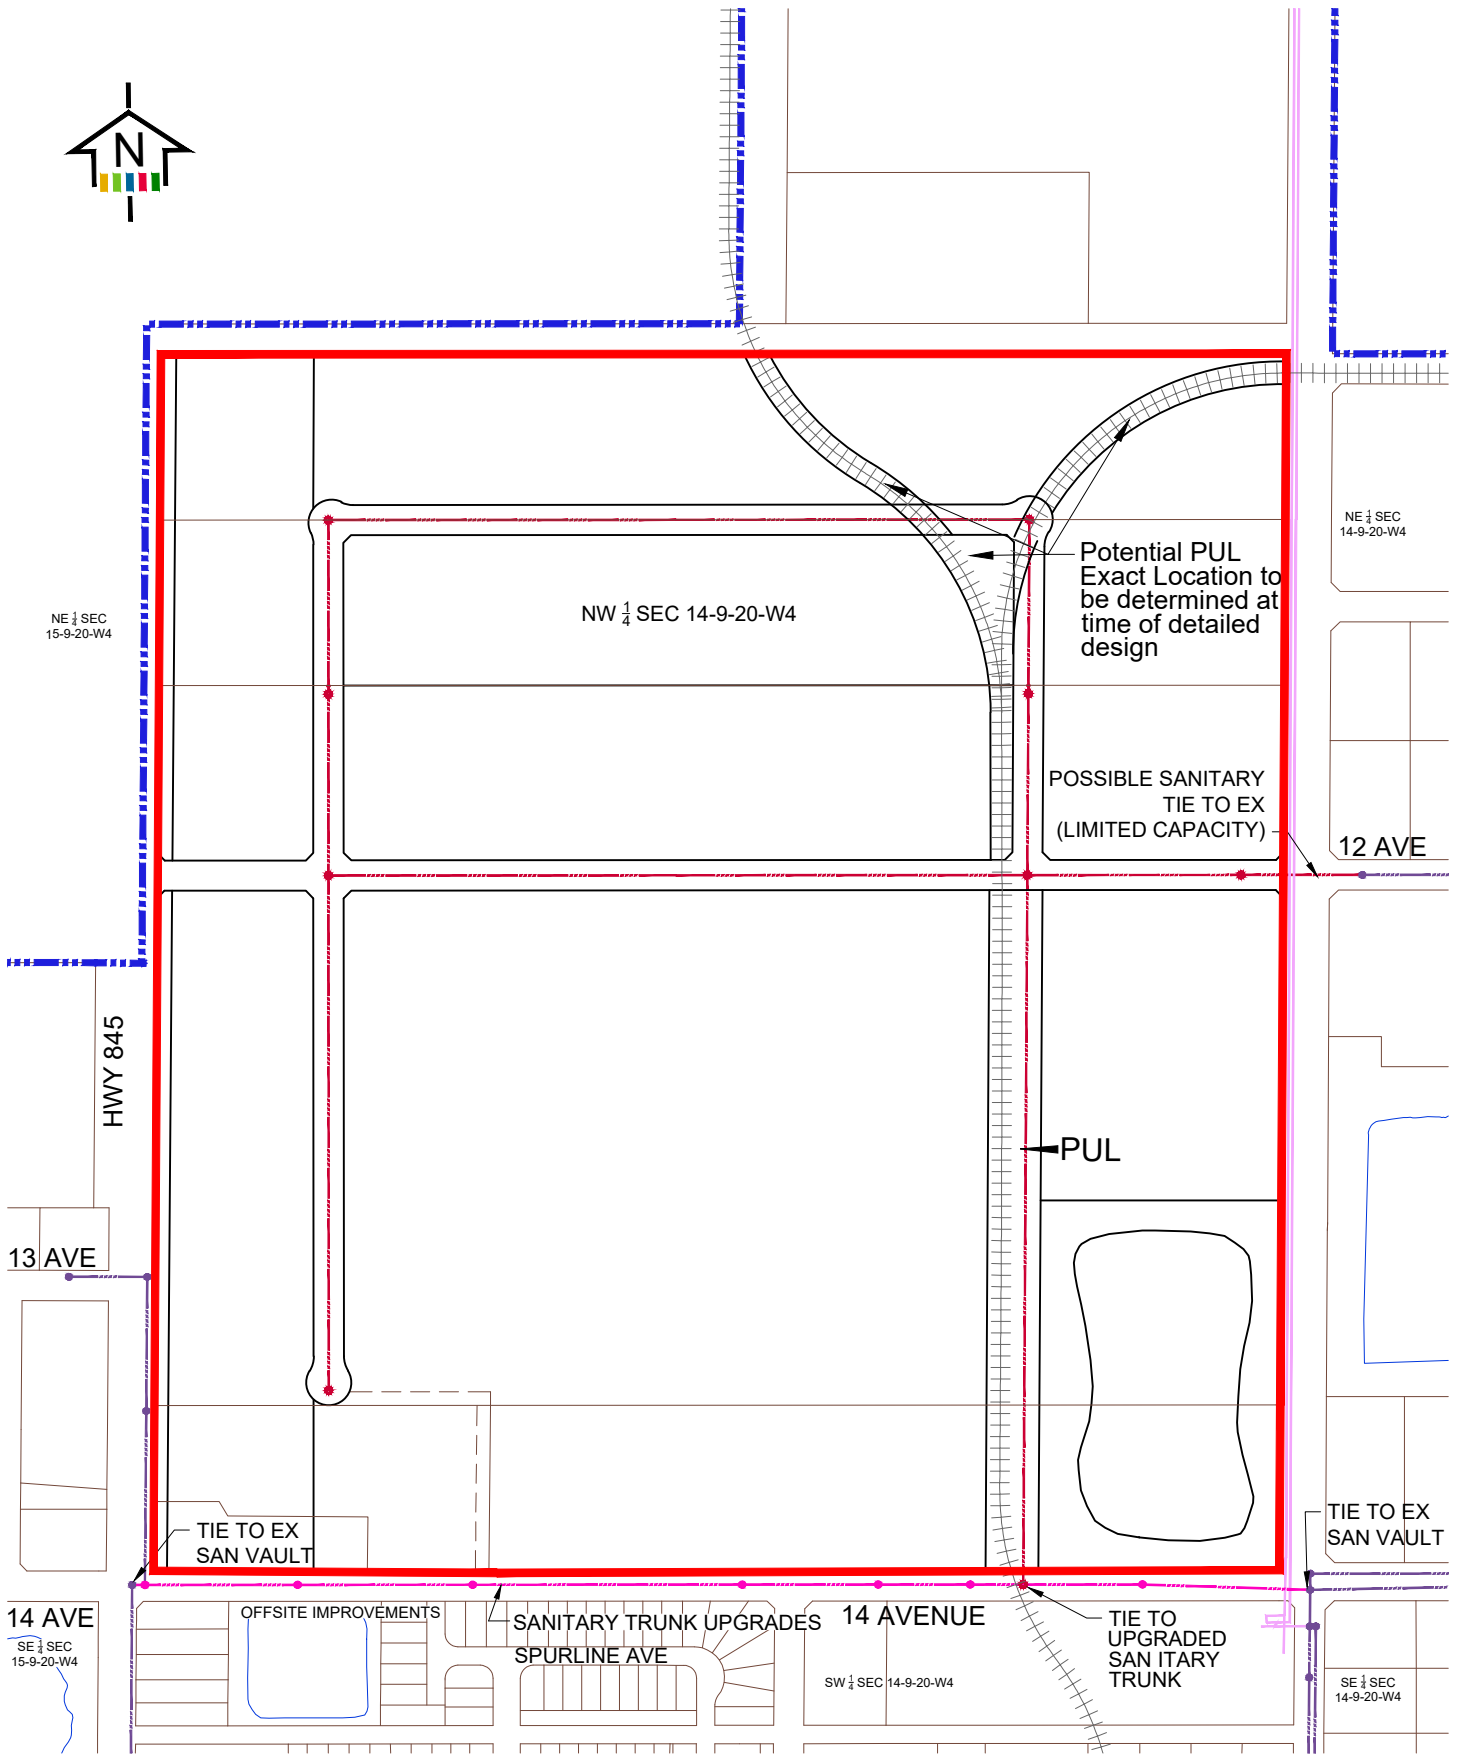 N
NE 1/4 SEC
14-9-20-W4
Potential PUL
Exact Location to
be determined at
time of detailed
design
NE 1/4 SEC
15-9-20-W4
NW 1/4 SEC 14-9-20-W4
POSSIBLE SANITARY
TIE TO EX
(LIMITED CAPACITY)
12 AVE
HWY 845
PUL
13 AVE
TIE TO EX
SAN VAULT
TIE TO EX
SAN VAULT
14 AVE
OFFSITE IMPROVEMENTS
SANITARY TRUNK UPGRADES
14 AVENUE
TIE TO
UPGRADED
SAN ITARY
TRUNK
SE 1/4 SEC
15-9-20-W4
SPURLINE AVE
SW 1/4 SEC 14-9-20-W4
SE 1/4 SEC
14-9-20-W4